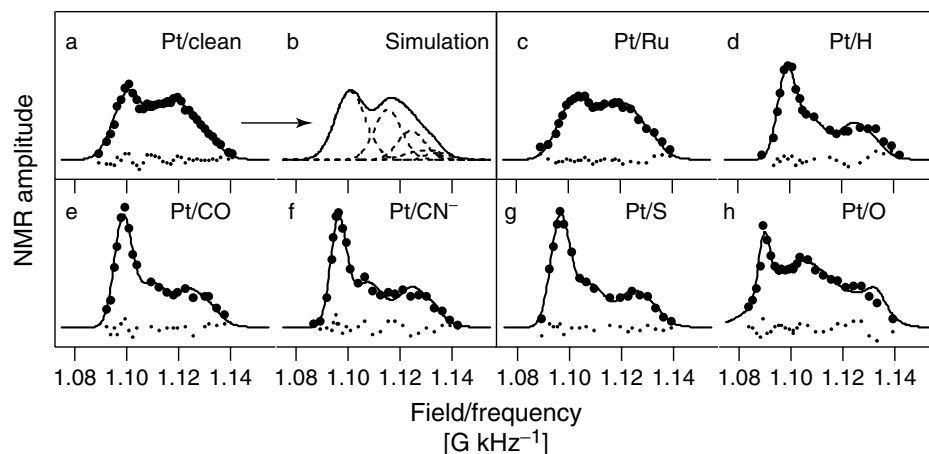 a Pt/clean b Simulation c Pt/Ru d Pt/H
e Pt/CO f Pt/CN⁻ g Pt/S h Pt/O
NMR amplitude
1.08 1.10 1.12 1.14 1.08 1.10 1.12 1.14 1.08 1.10 1.12 1.14 1.08 1.10 1.12 1.14
Field/frequency
[G kHz⁻¹]